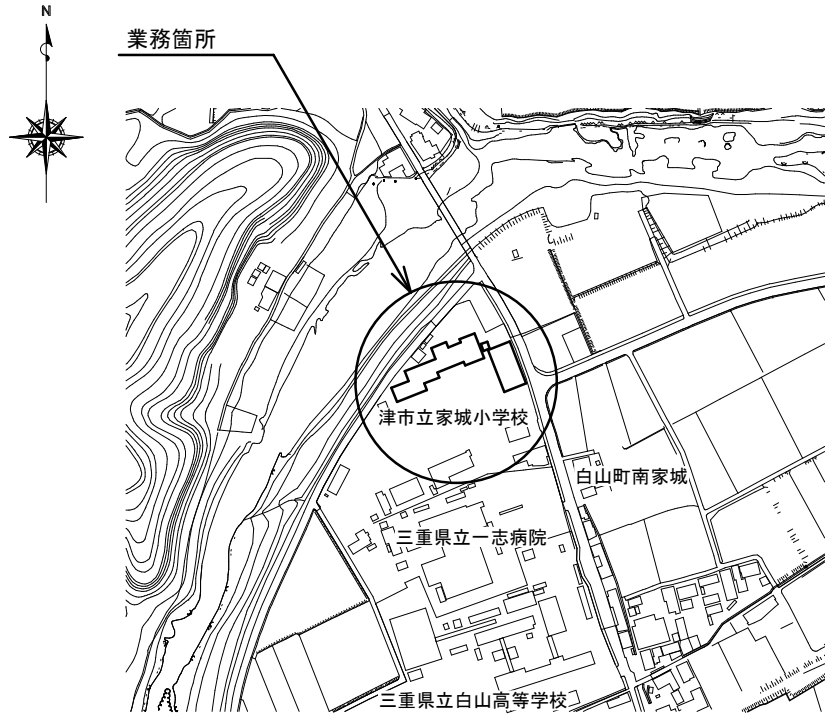 N
業務箇所
津市立家城小学校
白山町南家城
三重県立一志病院
三重県立白山高等学校